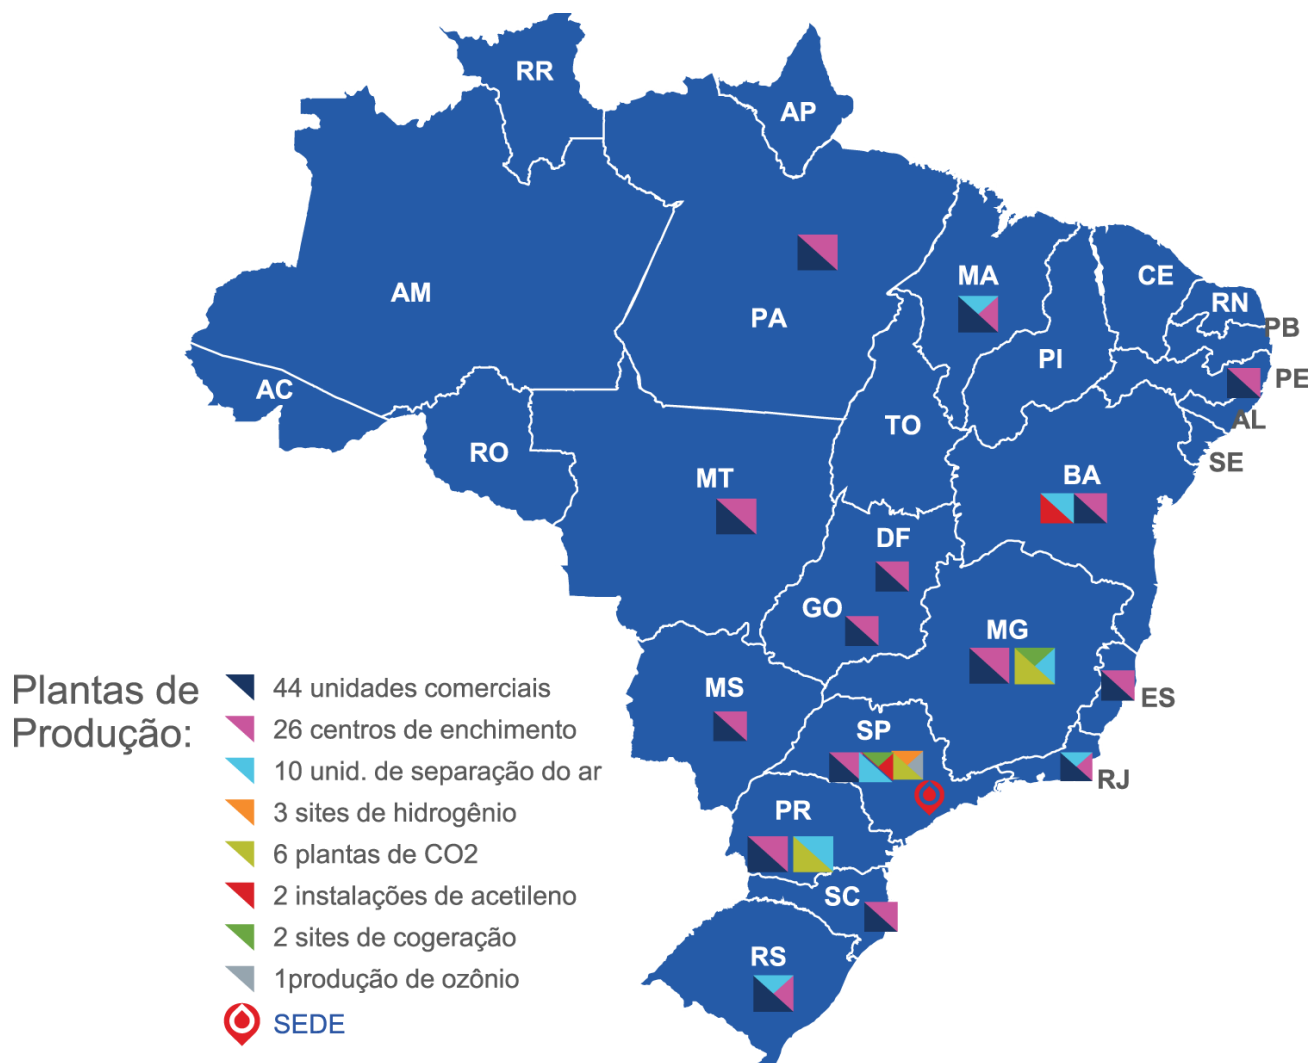 RR
AP
AM
PA
MA
CE
RN
PB
PI
PE
AC
TO
AL
RO
MT
BA
SE
DF
GO
MG
MS
ES
SP
RJ
PR
SC
RS
Plantas de
Produção:
44 unidades comerciais
26 centros de enchimento
10 unid. de separação do ar
3 sites de hidrogênio
6 plantas de CO2
2 instalações de acetileno
2 sites de cogeração
1produção de ozônio
SEDE